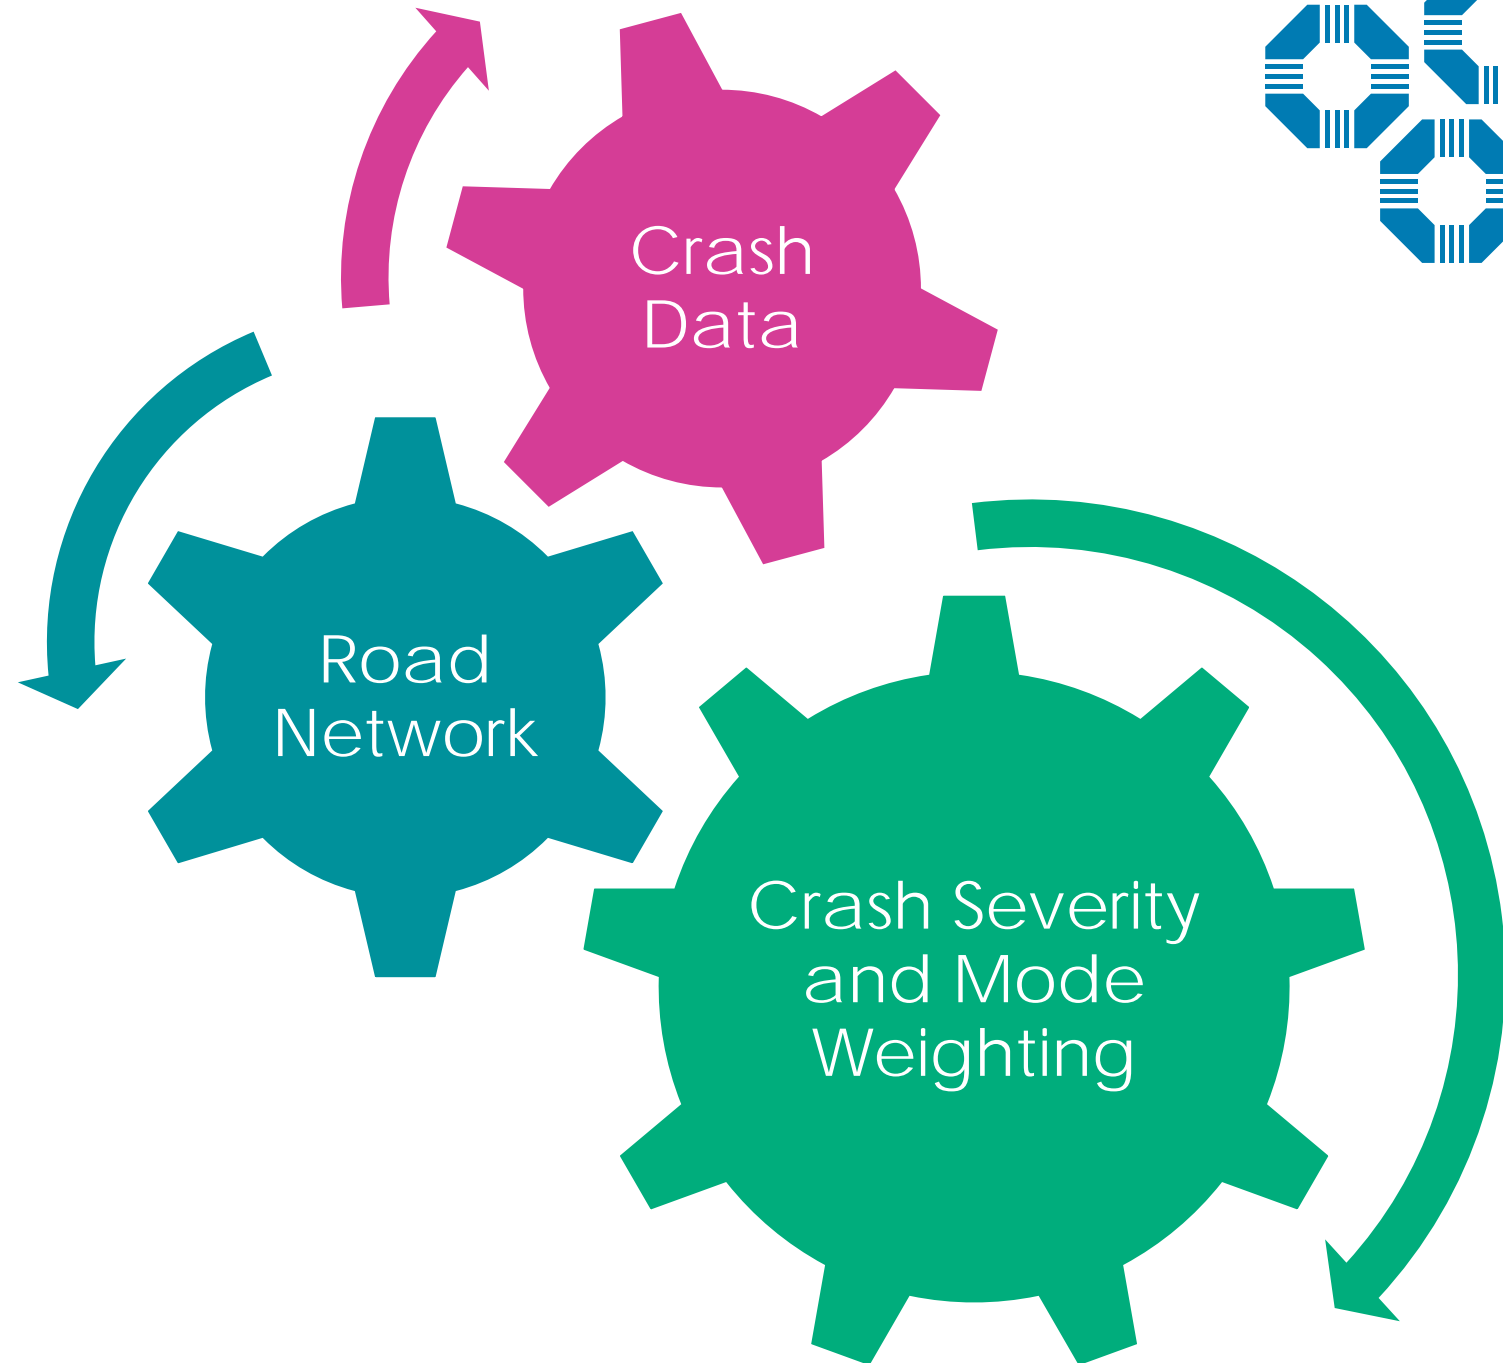 Crash
Data
Road
Network
Crash Severity
and Mode
Weighting